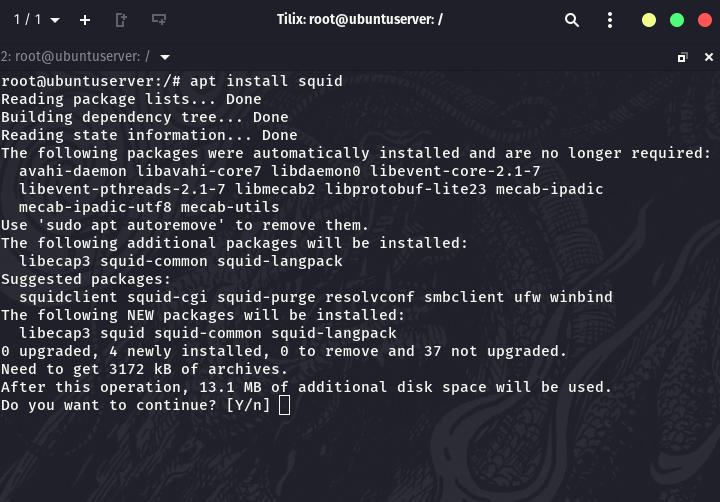 1 / 1
Tilix: root@ubuntuserver: /
2: root@ubuntuserver: /
root@ubuntuserver:/# apt install squid
Reading package lists... Done
Building dependency tree... Done
Reading state information... Done
The following packages were automatically installed and are no longer required:
  avahi-daemon libavahi-core7 libdaemon0 libevent-core-2.1-7
  libevent-pthreads-2.1-7 libmecab2 libprotobuf-lite23 mecab-ipadic
  mecab-ipadic-utf8 mecab-utils
Use 'sudo apt autoremove' to remove them.
The following additional packages will be installed:
  libecap3 squid-common squid-langpack
Suggested packages:
  squidclient squid-cgi squid-purge resolvconf smbclient ufw winbind
The following NEW packages will be installed:
  libecap3 squid squid-common squid-langpack
0 upgraded, 4 newly installed, 0 to remove and 37 not upgraded.
Need to get 3172 kB of archives.
After this operation, 13.1 MB of additional disk space will be used.
Do you want to continue? [Y/n]